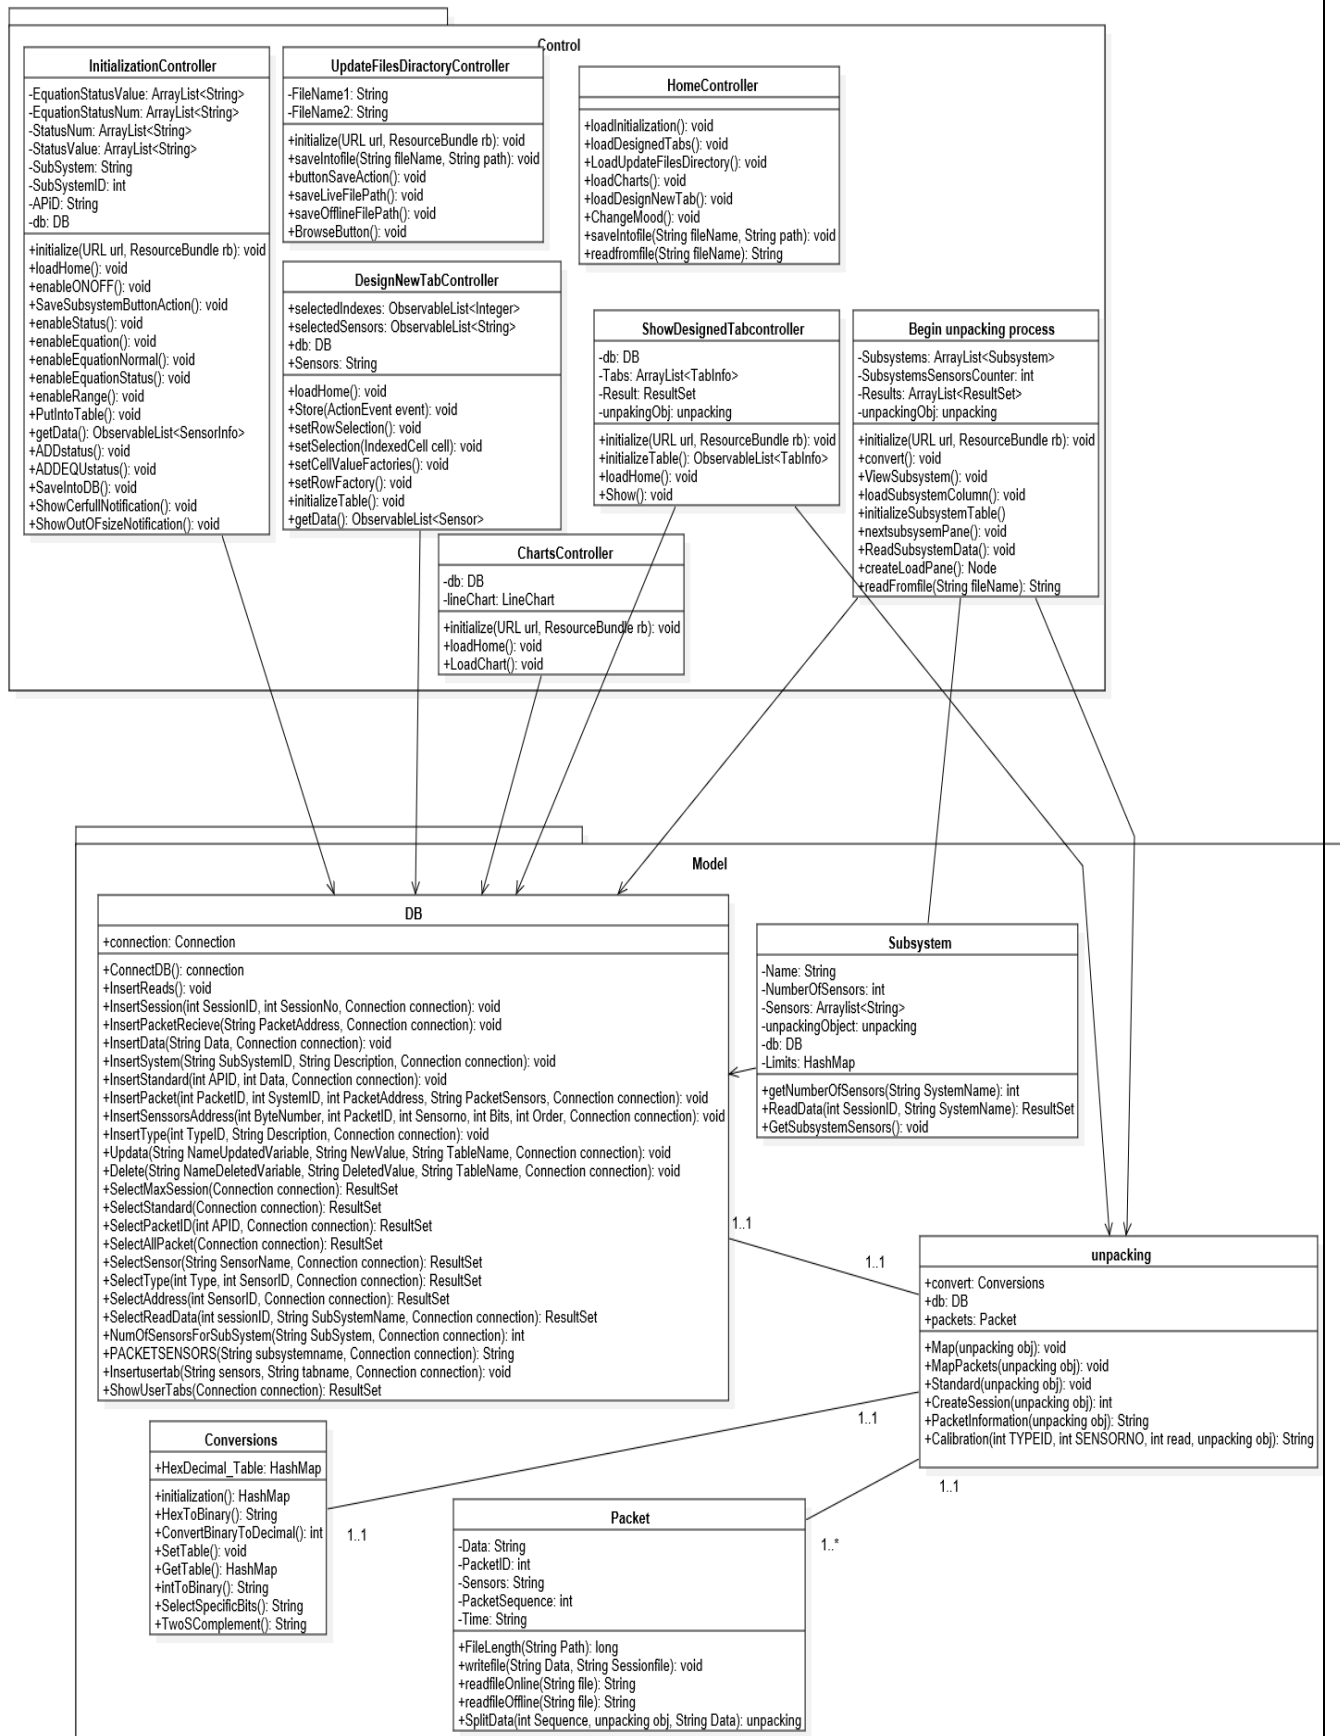 Control
InitializationController
-EquationStatusValue: ArrayList<String>
-EquationStatusNum: ArrayList<String>
-StatusNum: ArrayList<String>
-StatusValue: ArrayList<String>
-SubSystem: String
-SubSystemID: int
-APiD: String
-db: DB
+initialize(URL url, ResourceBundle rb): void
+loadHome(): void
+enableONOFF(): void
+SaveSubsystemButtonAction(): void
+enableStatus(): void
+enableEquation(): void
+enableEquationNormal(): void
+enableEquationStatus(): void
+enableRange(): void
+PutIntoTable(): void
+getData(): ObservableList<SensorInfo>
+ADDstatus(): void
+ADDEQUstatus(): void
+SaveIntoDB(): void
+ShowCerfullNotification(): void
+ShowOutOFsizeNotification(): void
UpdateFilesDiractoryController
-FileName1: String
-FileName2: String
+initialize(URL url, ResourceBundle rb): void
+saveIntofile(String fileName, String path): void
+buttonSaveAction(): void
+saveLiveFilePath(): void
+saveOfflineFilePath(): void
+BrowseButton(): void
HomeController
+loadInitialization(): void
+loadDesignedTabs(): void
+LoadUpdateFilesDirectory(): void
+loadCharts(): void
+loadDesignNewTab(): void
+ChangeMood(): void
+saveIntofile(String fileName, String path): void
+readfromfile(String fileName): String
DesignNewTabController
+selectedIndexes: ObservableList<Integer>
+selectedSensors: ObservableList<String>
+db: DB
+Sensors: String
+loadHome(): void
+Store(ActionEvent event): void
+setRowSelection(): void
+setSelection(IndexedCell cell): void
+setCellValueFactories(): void
+setRowFactory(): void
+initializeTable(): void
+getData(): ObservableList<Sensor>
ShowDesignedTabcontroller
-db: DB
-Tabs: ArrayList<TabInfo>
-Result: ResultSet
-unpakingObj: unpacking
+initialize(URL url, ResourceBundle rb): void
+initializeTable(): ObservableList<TabInfo>
+loadHome(): void
+Show(): void
Begin unpacking process
-Subsystems: ArrayList<Subsystem>
-SubsystemsSensorsCounter: int
-Results: ArrayList<ResultSet>
-unpackingObj: unpacking
+initialize(URL url, ResourceBundle rb): void
+convert(): void
+ViewSubsystem(): void
+loadSubsystemColumn(): void
+initializeSubsystemTable()
+nextsubsysemPane(): void
+ReadSubsystemData(): void
+createLoadPane(): Node
+readFromfile(String fileName): String
ChartsController
-db: DB
-lineChart: LineChart
+initialize(URL url, ResourceBundle rb): void
+loadHome(): void
+LoadChart(): void
Model
DB
+connection: Connection
+ConnectDB(): connection
+InsertReads(): void
+InsertSession(int SessionID, int SessionNo, Connection connection): void
+InsertPacketRecieve(String PacketAddress, Connection connection): void
+InsertData(String Data, Connection connection): void
+InsertSystem(String SubSystemID, String Description, Connection connection): void
+InsertStandard(int APID, int Data, Connection connection): void
+InsertPacket(int PacketID, int SystemID, int PacketAddress, String PacketSensors, Connection connection): void
+InsertSenssorsAddress(int ByteNumber, int PacketID, int Sensorno, int Bits, int Order, Connection connection): void
+InsertType(int TypeID, String Description, Connection connection): void
+Updata(String NameUpdatedVariable, String NewValue, String TableName, Connection connection): void
+Delete(String NameDeletedVariable, String DeletedValue, String TableName, Connection connection): void
+SelectMaxSession(Connection connection): ResultSet
+SelectStandard(Connection connection): ResultSet
+SelectPacketID(int APID, Connection connection): ResultSet
+SelectAllPacket(Connection connection): ResultSet
+SelectSensor(String SensorName, Connection connection): ResultSet
+SelectType(int Type, int SensorID, Connection connection): ResultSet
+SelectAddress(int SensorID, Connection connection): ResultSet
+SelectReadData(int sessionID, String SubSystemName, Connection connection): ResultSet
+NumOfSensorsForSubSystem(String SubSystem, Connection connection): int
+PACKETSENSORS(String subsystemname, Connection connection): String
+Insertusertab(String sensors, String tabname, Connection connection): void
+ShowUserTabs(Connection connection): ResultSet
Subsystem
-Name: String
-NumberOfSensors: int
-Sensors: Arraylist<String>
-unpackingObject: unpacking
-db: DB
-Limits: HashMap
+getNumberOfSensors(String SystemName): int
+ReadData(int SessionID, String SystemName): ResultSet
+GetSubsystemSensors(): void
1..1
1..1
unpacking
+convert: Conversions
+db: DB
+packets: Packet
+Map(unpacking obj): void
+MapPackets(unpacking obj): void
+Standard(unpacking obj): void
+CreateSession(unpacking obj): int
+PacketInformation(unpacking obj): String
+Calibration(int TYPEID, int SENSORNO, int read, unpacking obj): String
1..1
1..1
Conversions
+HexDecimal_Table: HashMap
+initialization(): HashMap
+HexToBinary(): String
+ConvertBinaryToDecimal(): int
+SetTable(): void
+GetTable(): HashMap
+intToBinary(): String
+SelectSpecificBits(): String
+TwoSComplement(): String
1..1
1..*
Packet
-Data: String
-PacketID: int
-Sensors: String
-PacketSequence: int
-Time: String
+FileLength(String Path): long
+writefile(String Data, String Sessionfile): void
+readfileOnline(String file): String
+readfileOffline(String file): String
+SplitData(int Sequence, unpacking obj, String Data): unpacking